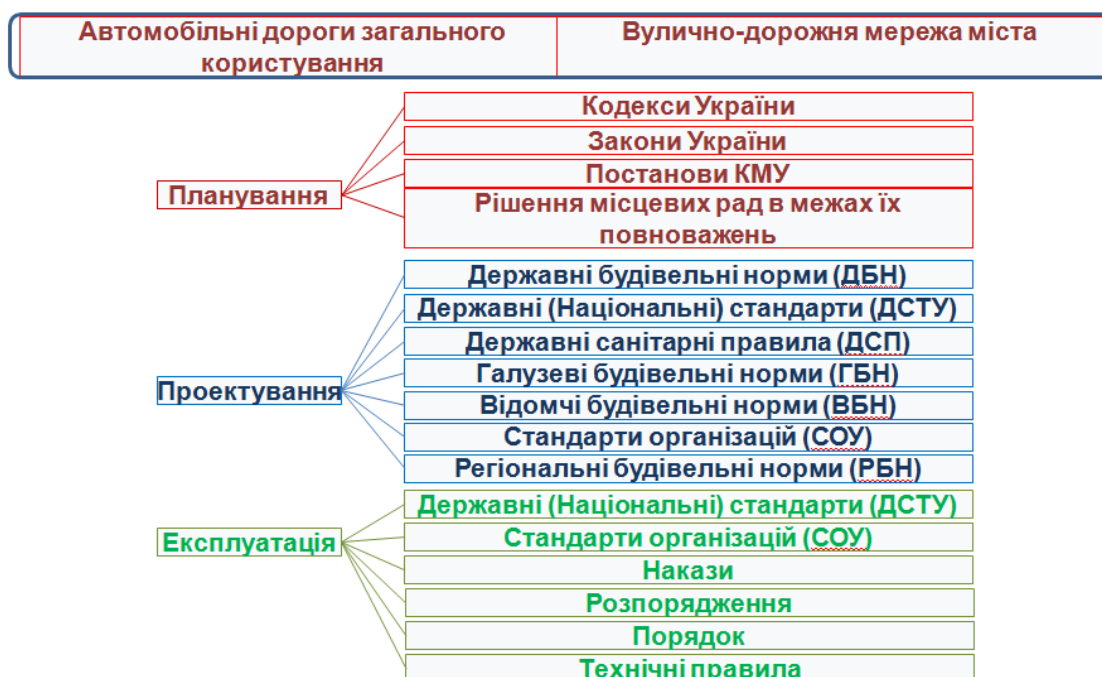 Автомобільні дороги загального
користування
Вулично-дорожня мережа міста
Планування
Кодекси України
Закони України
Постанови КМУ
Рішення місцевих рад в межах їх
повноважень
Проектування
Державні будівельні норми (ДБН)
Державні (Національні) стандарти (ДСТУ)
Державні санітарні правила (ДСП)
Галузеві будівельні норми (ГБН)
Відомчі будівельні норми (ВБН)
Стандарти організацій (СОУ)
Регіональні будівельні норми (РБН)
Експлуатація
Державні (Національні) стандарти (ДСТУ)
Стандарти організацій (СОУ)
Накази
Розпорядження
Порядок
Технічні правила